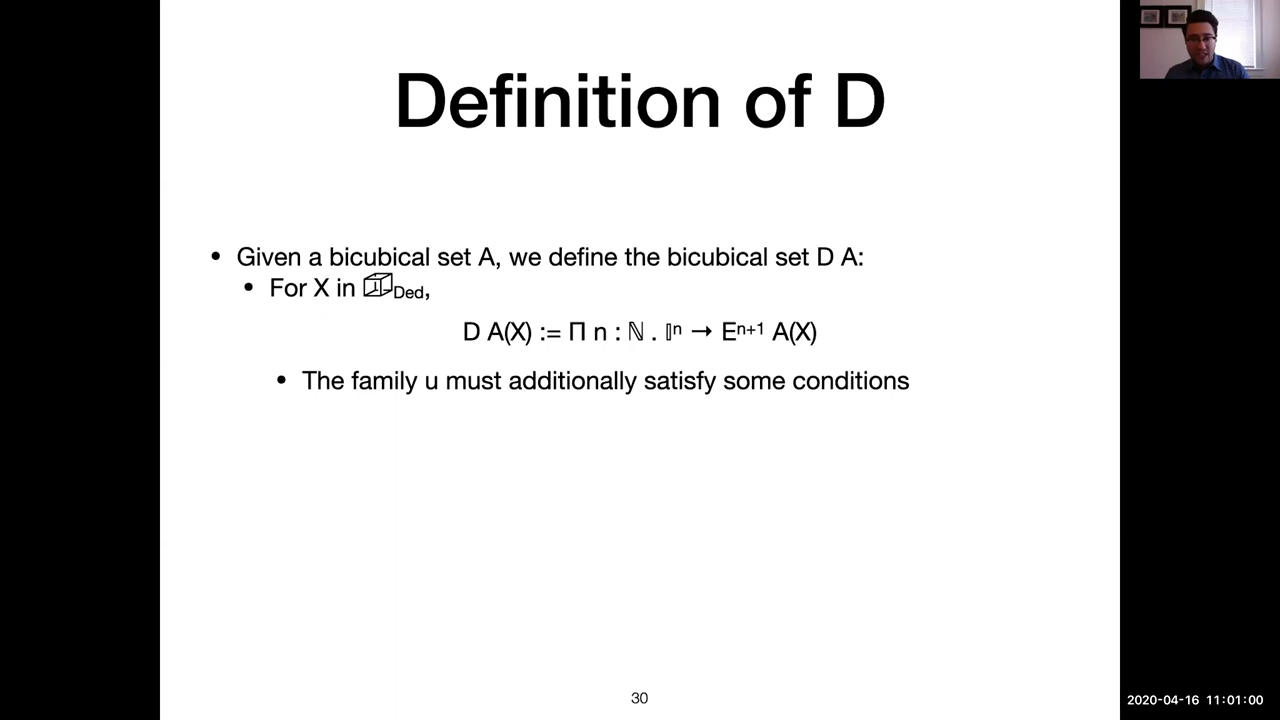 Definition of D
• Given a bicubical set A, we define the bicubical set D A:
• For X in □Ded,
D A(X) := Π n : ℕ . 𝕀ⁿ → Eⁿ⁺¹ A(X)
• The family u must additionally satisfy some conditions
30
2020-04-16 11:01:00